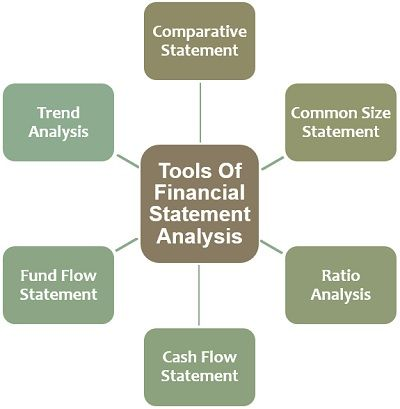 Comparative
Statement
Trend
Analysis
Common Size
Statement
Tools Of
Financial
Statement
Analysis
Fund Flow
Statement
Ratio
Analysis
Cash Flow
Statement